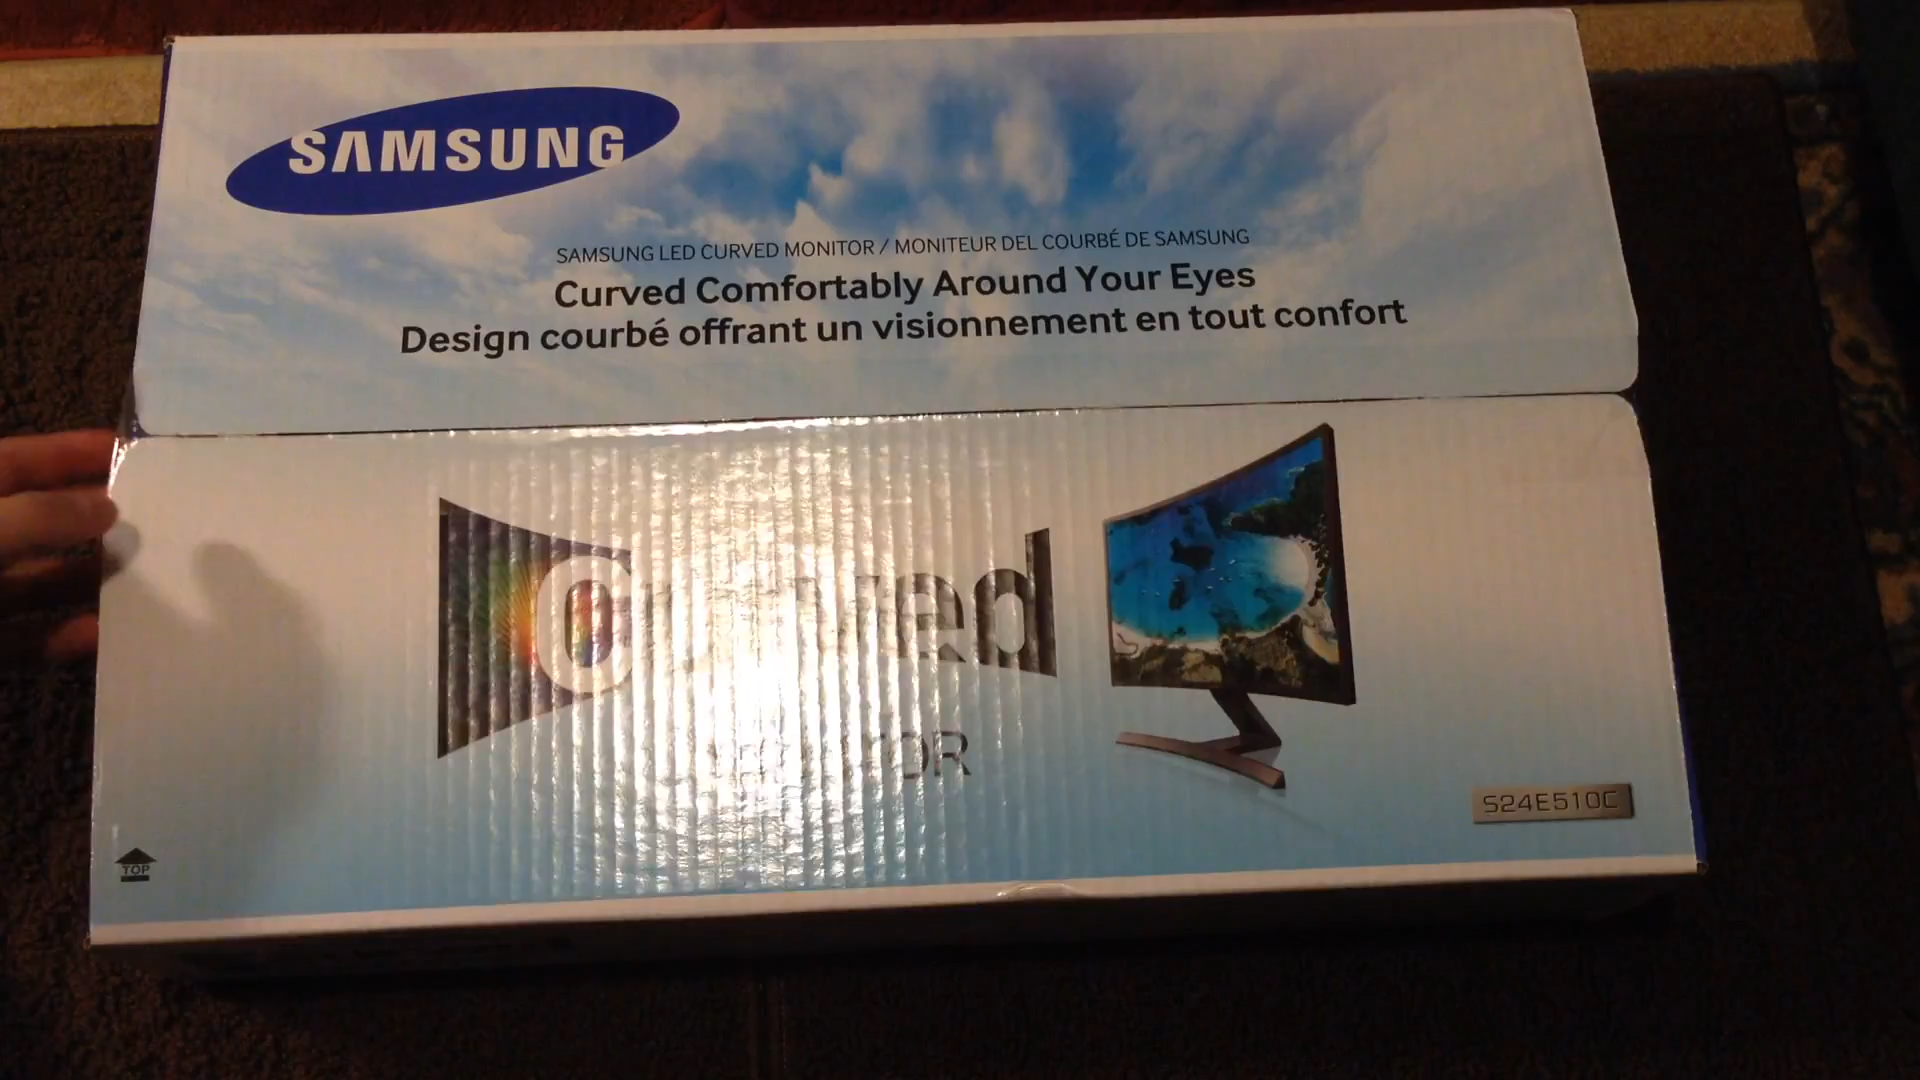 SAMSUNG
SAMSUNG LED CURVED MONITOR / MONITEUR DEL COURBÉ DE SAMSUNG
Curved Comfortably Around Your Eyes
Design courbé offrant un visionnement en tout confort
Curved
S24E510C
TOP